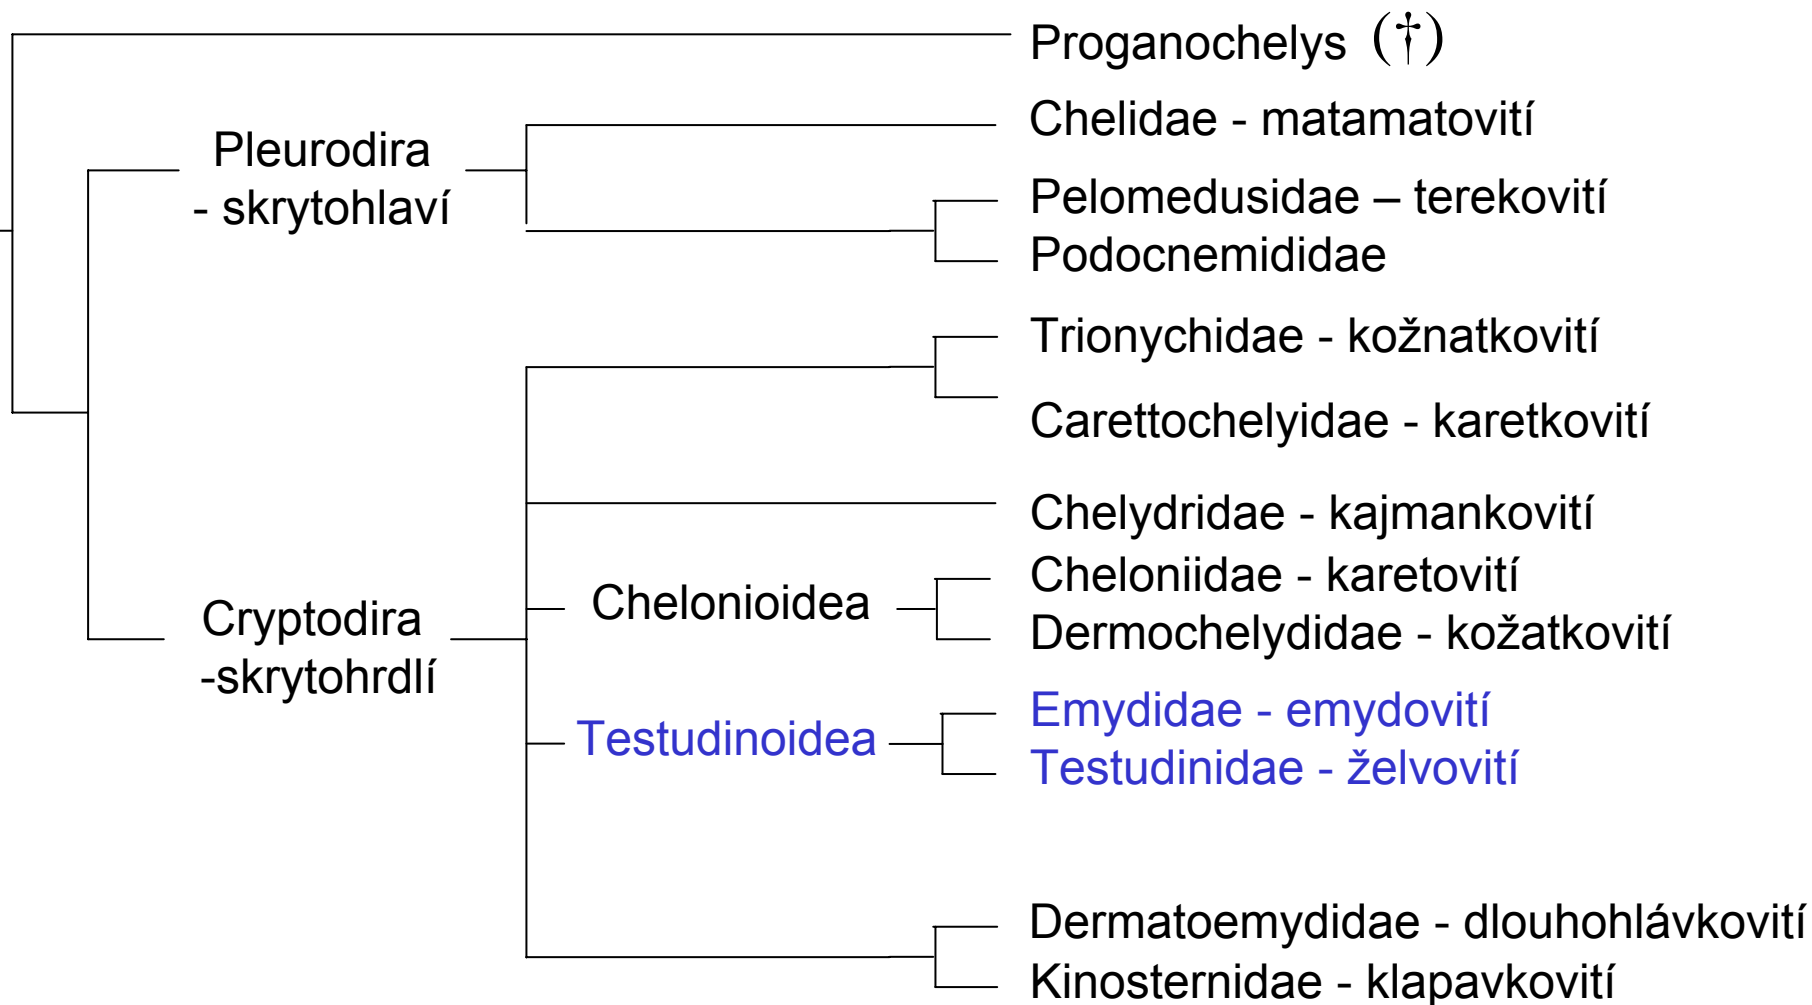 Proganochelys (†)
Chelidae - matamatovití
Pleurodira
- skrytohlaví
Pelomedusidae – terekovití
Podocnemididae
Trionychidae - kožnatkovití
Carettochelyidae - karetkovití
Chelydridae - kajmankovití
Cheloniidae - karetovití
Chelonioidea
Dermochelydidae - kožatkovití
Cryptodira
-skrytohrdlí
Emydidae - emydovití
Testudinoidea
Testudinidae - želvovití
Dermatoemydidae - dlouhohlávkovití
Kinosternidae - klapavkovití